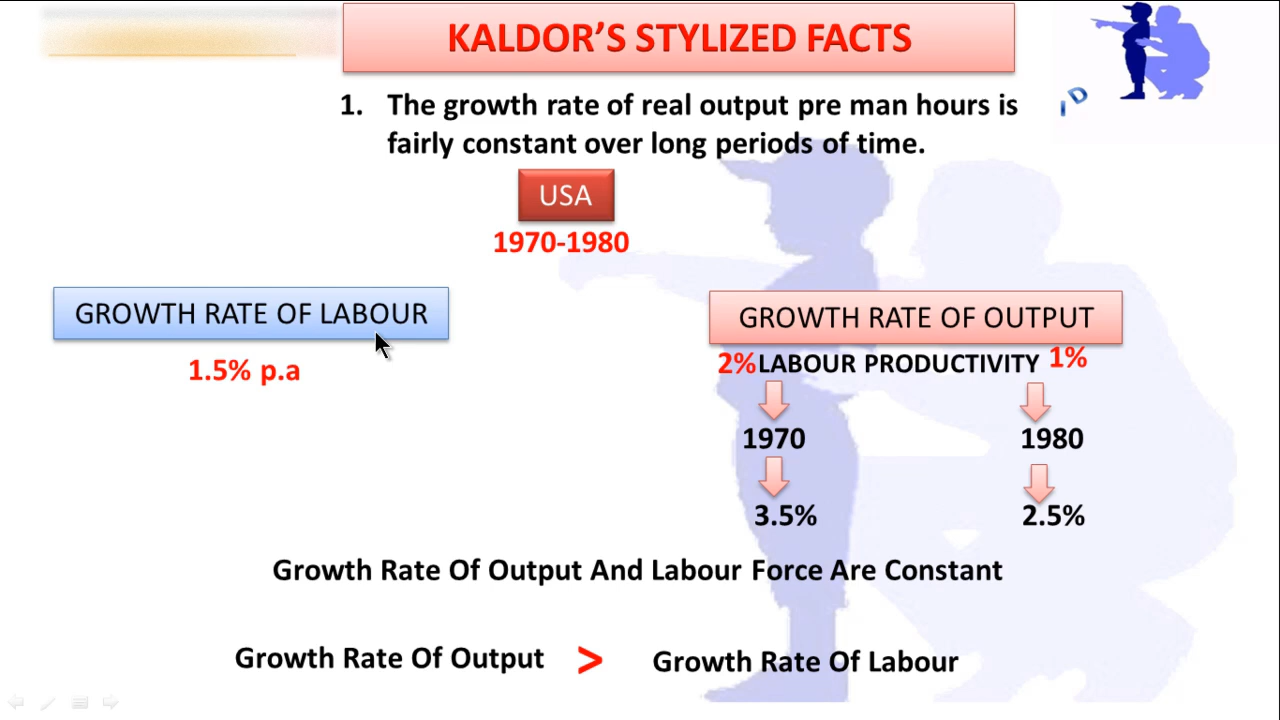 KALDOR'S STYLIZED FACTS
1. The growth rate of real output pre man hours is
fairly constant over long periods of time.
I D
USA
1970-1980
GROWTH RATE OF LABOUR
1.5% p.a
GROWTH RATE OF OUTPUT
2% LABOUR PRODUCTIVITY 1%
1970 1980
3.5% 2.5%
Growth Rate Of Output And Labour Force Are Constant
Growth Rate Of Output > Growth Rate Of Labour